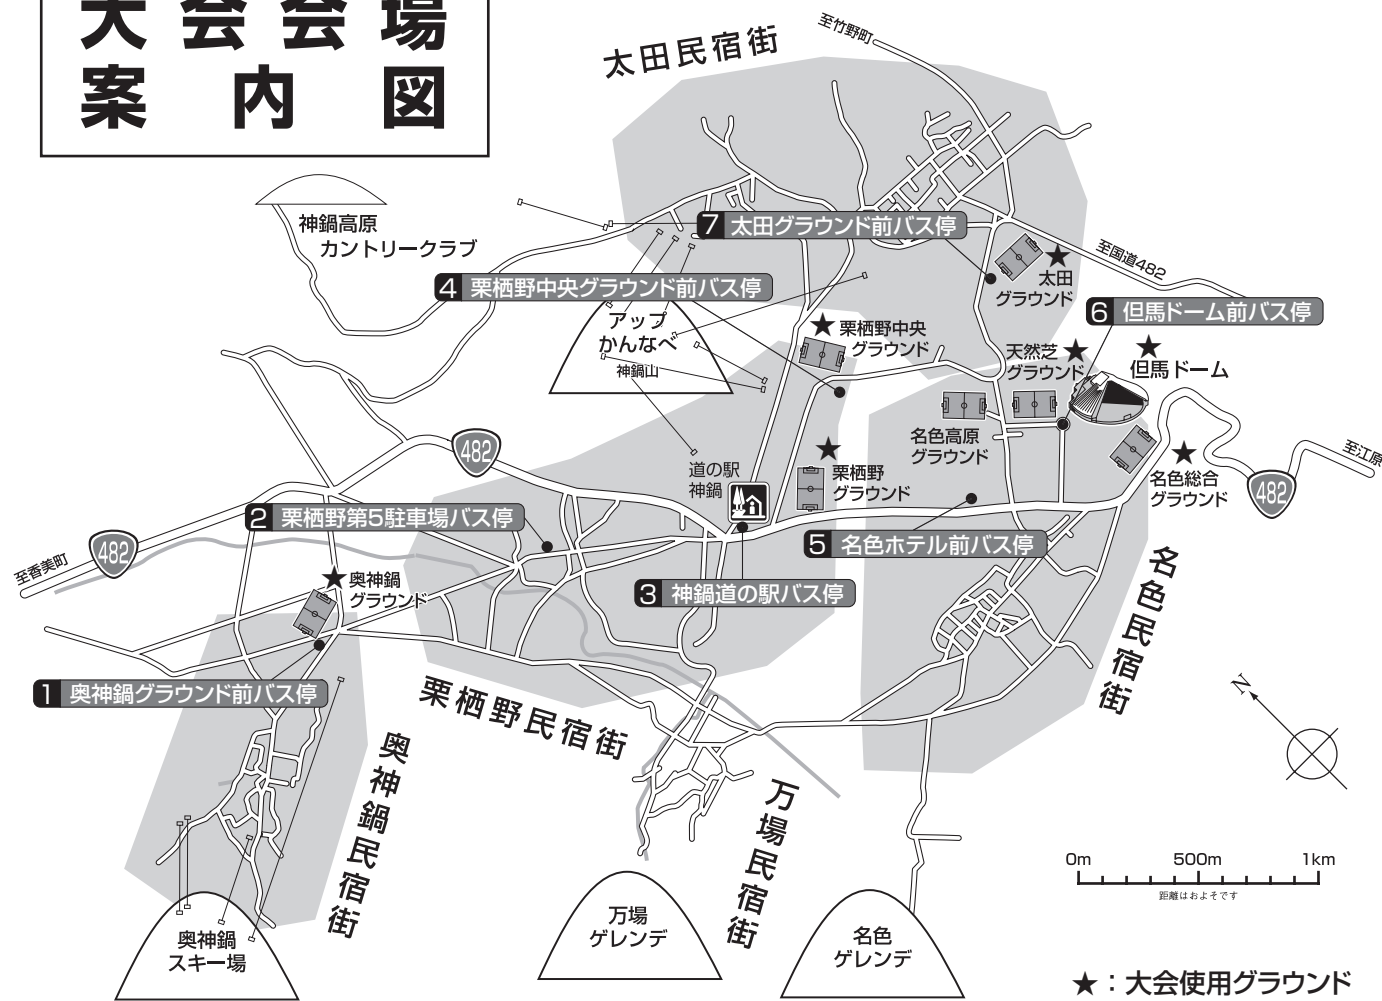 大会会場
案内図
至竹野町
太田民宿街
神鍋高原
カントリークラブ
7 太田グラウンド前バス停
至国道482
太田
グラウンド
4 栗栖野中央グラウンド前バス停
6 但馬ドーム前バス停
アップ
かんなべ
神鍋山
栗栖野中央
グラウンド
天然芝
グラウンド
但馬ドーム
名色高原
グラウンド
482
道の駅
神鍋
栗栖野
グラウンド
名色総合
グラウンド
至江原
482
2 栗栖野第5駐車場バス停
5 名色ホテル前バス停
482
至香美町
奥神鍋
グラウンド
3 神鍋道の駅バス停
名色民宿街
1 奥神鍋グラウンド前バス停
栗栖野民宿街
奥神鍋民宿街
万場民宿街
N
0m 500m 1km
距離はおよそです
奥神鍋
スキー場
万場
ゲレンデ
名色
ゲレンデ
★：大会使用グラウンド